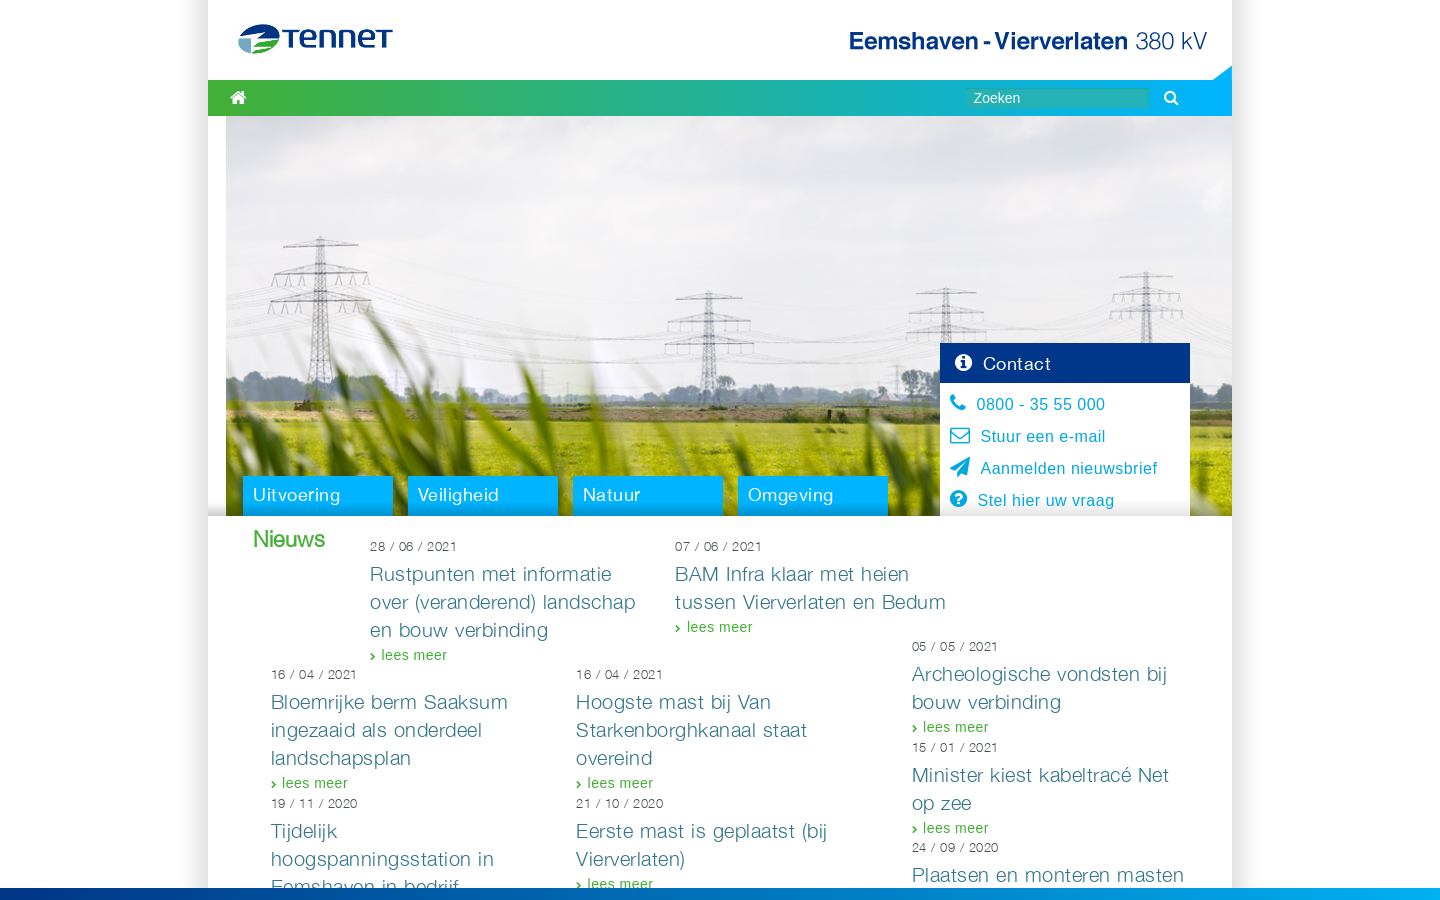 TenneT
Eemshaven - Vierverlaten 380 kV
Zoeken
Contact
0800 - 35 55 000
Stuur een e-mail
Aanmelden nieuwsbrief
Stel hier uw vraag
Uitvoering
Veiligheid
Natuur
Omgeving
Nieuws
28 / 06 / 2021
Rustpunten met informatie
over (veranderend) landschap
en bouw verbinding
lees meer
07 / 06 / 2021
BAM Infra klaar met heien
tussen Vierverlaten en Bedum
lees meer
05 / 05 / 2021
Archeologische vondsten bij
bouw verbinding
lees meer
16 / 04 / 2021
Bloemrijke berm Saaksum
ingezaaid als onderdeel
landschapsplan
lees meer
16 / 04 / 2021
Hoogste mast bij Van
Starkenborghkanaal staat
overeind
lees meer
15 / 01 / 2021
Minister kiest kabeltracé Net
op zee
lees meer
19 / 11 / 2020
Tijdelijk
hoogspanningsstation in
Eemshaven in bedrijf
21 / 10 / 2020
Eerste mast is geplaatst (bij
Vierverlaten)
lees meer
24 / 09 / 2020
Plaatsen en monteren masten